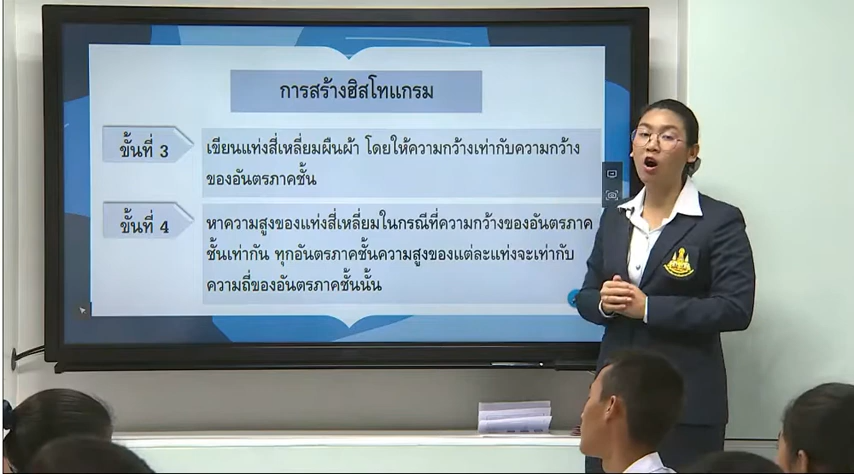 การสร้างฮิสโทแกรม
ขั้นที่ 3
เขียนแท่งสี่เหลี่ยมผืนผ้า โดยให้ความกว้างเท่ากับความกว้าง
ของอันตรภาคชั้น
ขั้นที่ 4
หาความสูงของแท่งสี่เหลี่ยมในกรณีที่ความกว้างของอันตรภาค
ชั้นเท่ากัน ทุกอันตรภาคชั้นความสูงของแต่ละแท่งจะเท่ากับ
ความถี่ของอันตรภาคชั้นนั้น